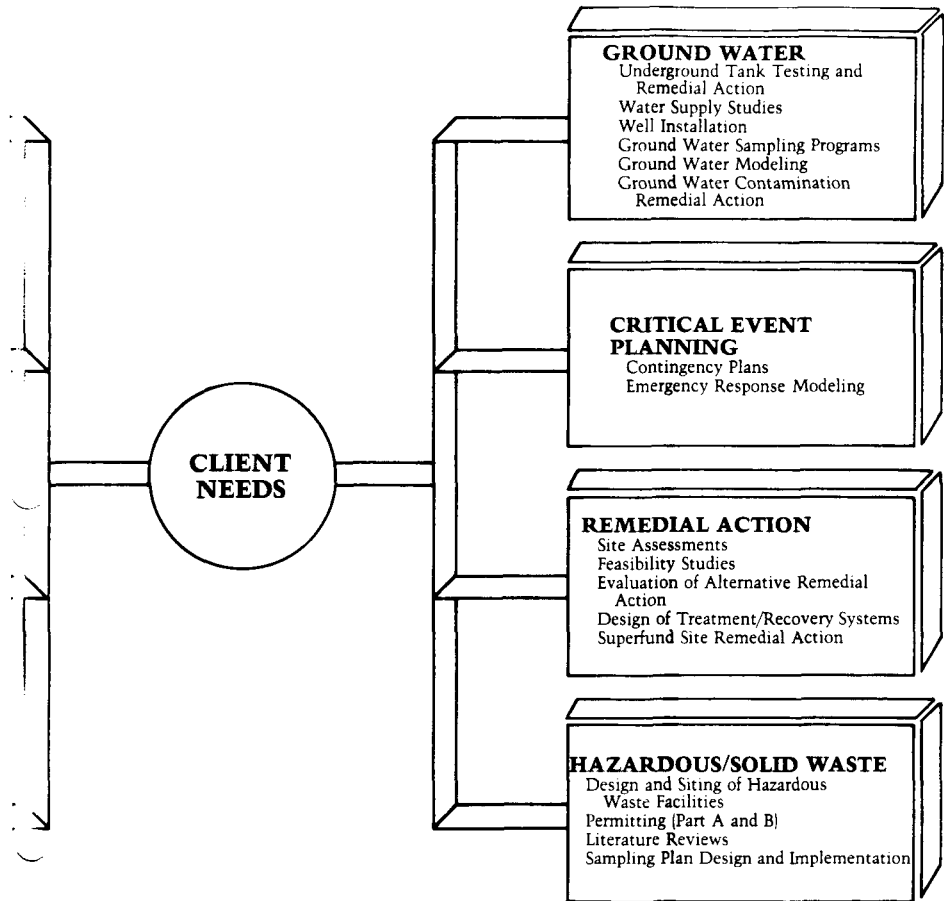 GROUND WATER
Underground Tank Testing and
Remedial Action
Water Supply Studies
Well Installation
Ground Water Sampling Programs
Ground Water Modeling
Ground Water Contamination
Remedial Action
CRITICAL EVENT
PLANNING
Contingency Plans
Emergency Response Modeling
CLIENT
NEEDS
REMEDIAL ACTION
Site Assessments
Feasibility Studies
Evaluation of Alternative Remedial
Action
Design of Treatment/Recovery Systems
Superfund Site Remedial Action
HAZARDOUS/SOLID WASTE
Design and Siting of Hazardous
Waste Facilities
Permitting (Part A and B)
Literature Reviews
Sampling Plan Design and Implementation